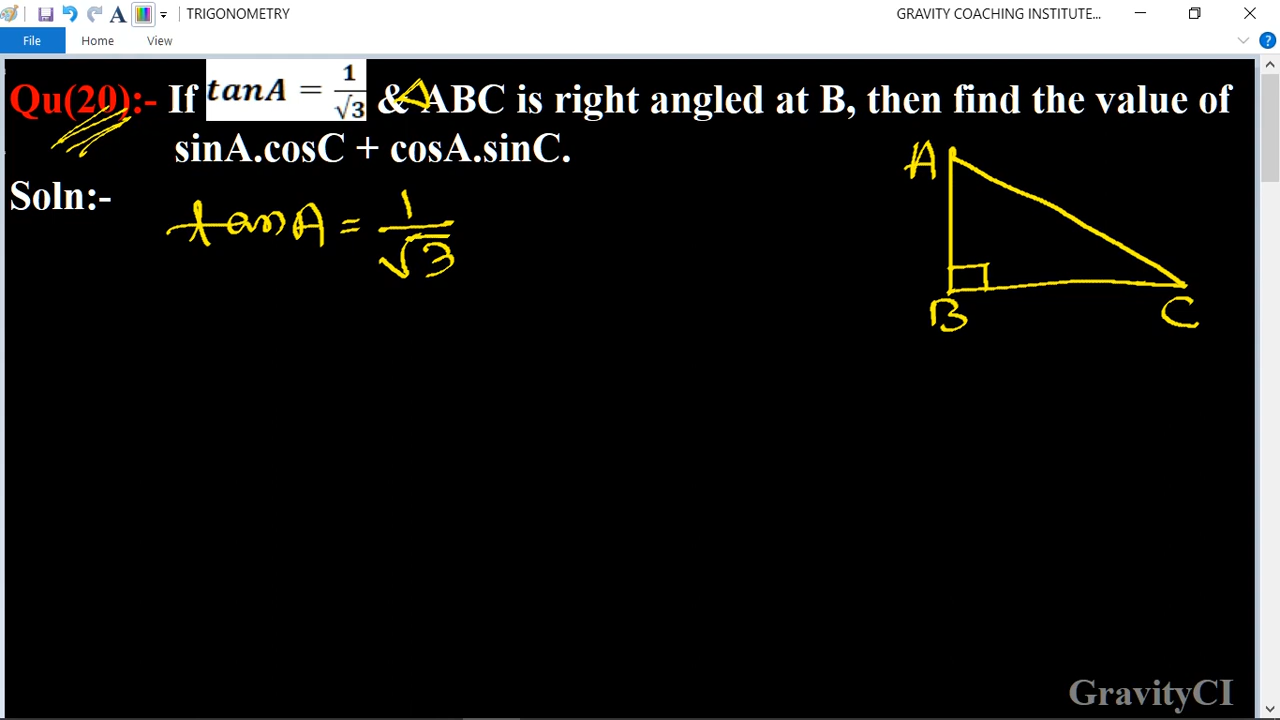 TRIGONOMETRY
GRAVITY COACHING INSTITUTE...
File Home View
Qu(20):- If tanA = 1/√3 & △ABC is right angled at B, then find the value of
sinA.cosC + cosA.sinC.
Soln:-
tanA = 1/√3
A
B
C
GravityCI